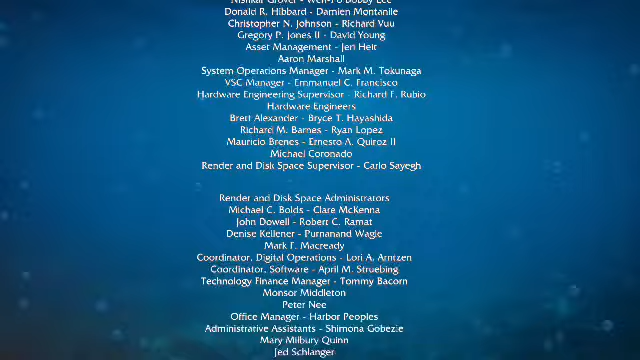 Donald R. Hibbard - Damien Montanile
Christopher N. Johnson - Richard Vuu
Gregory P. Jones II - David Young
Asset Management - Jeri Heit
Aaron Marshall
System Operations Manager - Mark M. Tokunaga
VSC Manager - Emmanuel C. Francisco
Hardware Engineering Supervisor - Richard F. Rubio
Hardware Engineers
Brett Alexander - Bryce T. Hayashida
Richard M. Barnes - Ryan Lopez
Mauricio Brenes - Ernesto A. Quiroz II
Michael Coronado
Render and Disk Space Supervisor - Carlo Sayegh
Render and Disk Space Administrators
Michael C. Bolds - Clare McKenna
John Dowell - Robert C. Ramat
Denise Kellener - Purnanand Wagle
Mark F. Macready
Coordinator, Digital Operations - Lori A. Arntzen
Coordinator, Software - April M. Struebing
Technology Finance Manager - Tommy Bacorn
Monsor Middleton
Peter Nee
Office Manager - Harbor Peoples
Administrative Assistants - Shimona Gobezie
Mary Milbury Quinn
Jed Schlanger